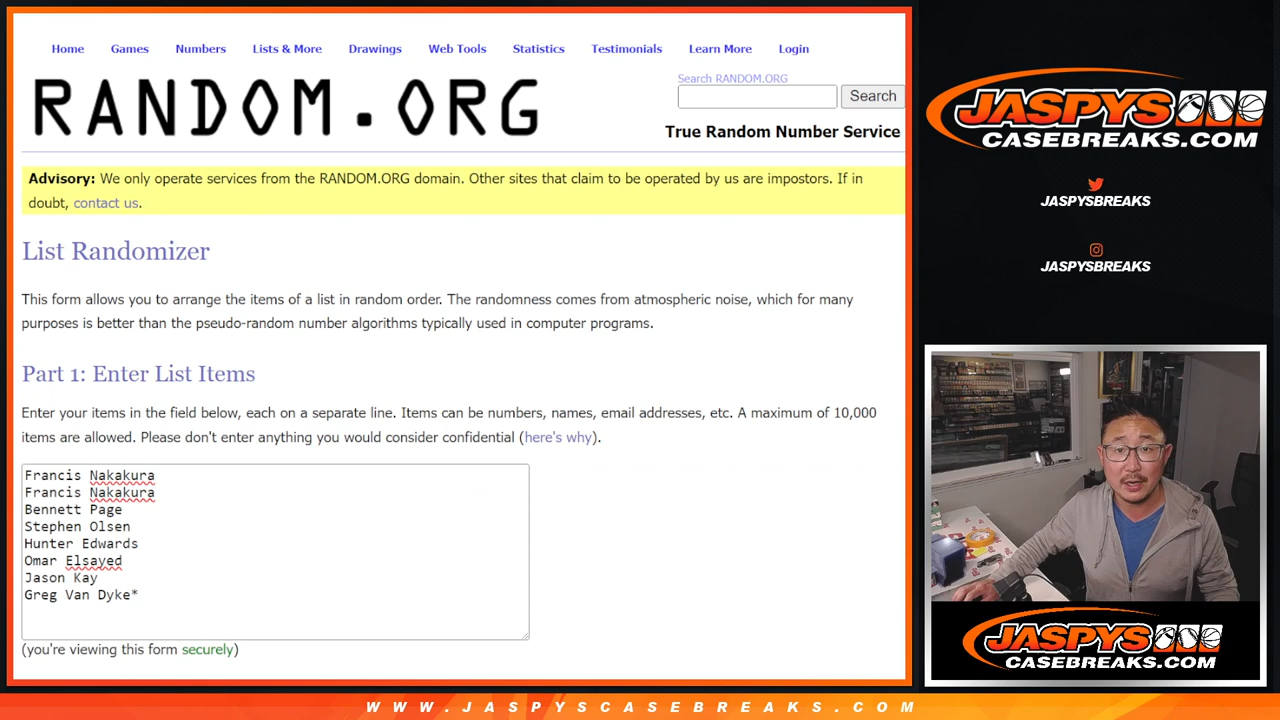 Home Games Numbers Lists & More Drawings Web Tools Statistics Testimonials Learn More Login
RANDOM.ORG
Search RANDOM.ORG
Search
True Random Number Service
Advisory: We only operate services from the RANDOM.ORG domain. Other sites that claim to be operated by us are impostors. If in
doubt, contact us.
List Randomizer
This form allows you to arrange the items of a list in random order. The randomness comes from atmospheric noise, which for many
purposes is better than the pseudo-random number algorithms typically used in computer programs.
Part 1: Enter List Items
Enter your items in the field below, each on a separate line. Items can be numbers, names, email addresses, etc. A maximum of 10,000
items are allowed. Please don't enter anything you would consider confidential (here's why).
Francis Nakakura
Francis Nakakura
Bennett Page
Stephen Olsen
Hunter Edwards
Omar Elsayed
Jason Kay
Greg Van Dyke*
(you're viewing this form securely)
JASPYS
CASEBREAKS.COM
JASPYSBREAKS
JASPYSBREAKS
JASPYS
CASEBREAKS.COM
WWW.JASPYSCASEBREAKS.COM